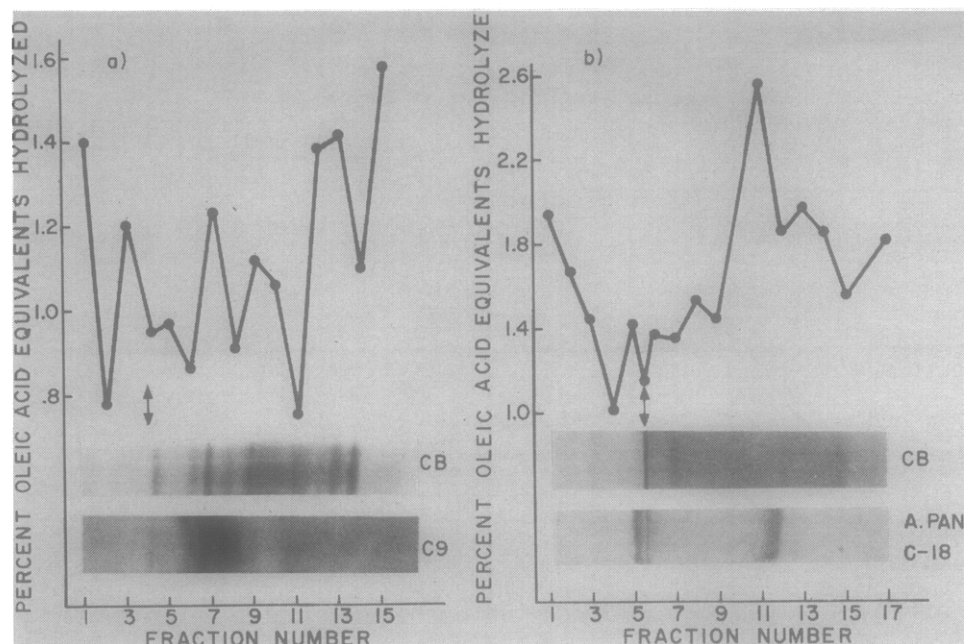 PERCENT OLEIC ACID EQUIVALENTS HYDROLYZED
a)
1.6
1.4
1.2
1.0
.8
CB
C9
1 3 5 7 9 11 13 15
FRACTION NUMBER
PERCENT OLEIC ACID EQUIVALENTS HYDROLYZE
b)
2.6
2.2
1.8
1.4
1.0
CB
A. PAN
C-18
1 3 5 7 9 11 13 15 17
FRACTION NUMBER